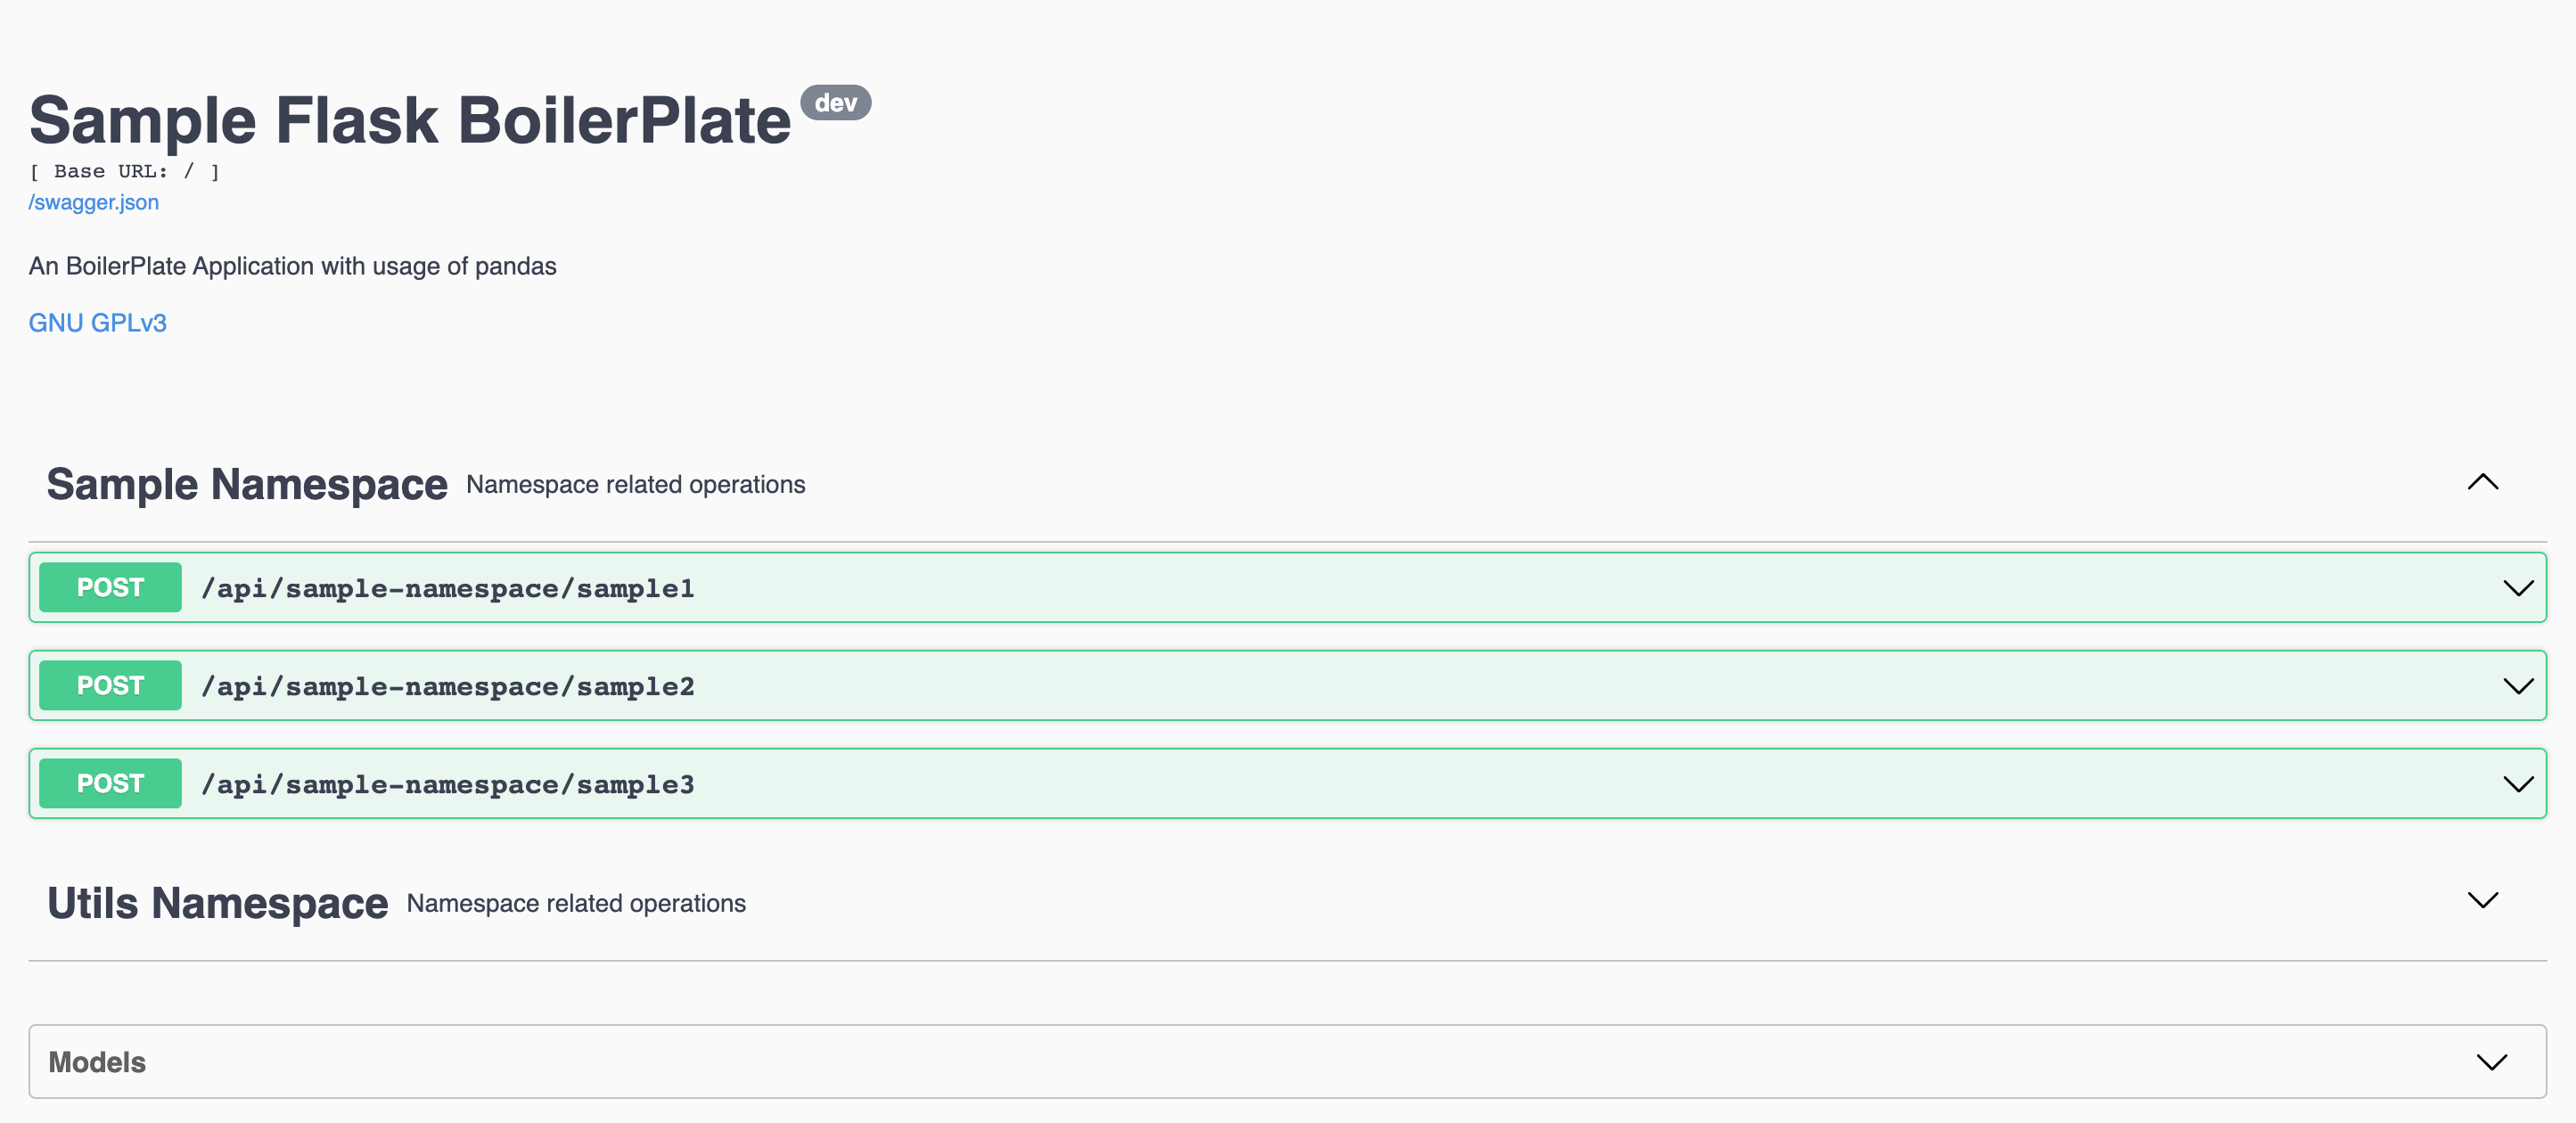 Sample Flask BoilerPlate dev
[ Base URL: / ]
/swagger.json
An BoilerPlate Application with usage of pandas
GNU GPLv3
Sample Namespace Namespace related operations
POST /api/sample-namespace/sample1
POST /api/sample-namespace/sample2
POST /api/sample-namespace/sample3
Utils Namespace Namespace related operations
Models